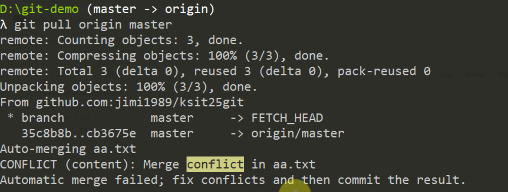 D:\git-demo (master -> origin)
λ git pull origin master
remote: Counting objects: 3, done.
remote: Compressing objects: 100% (3/3), done.
remote: Total 3 (delta 0), reused 3 (delta 0), pack-reused 0
Unpacking objects: 100% (3/3), done.
From github.com:jimi1989/ksit25git
 * branch            master     -> FETCH_HEAD
   35c8b8b..cb3675e  master     -> origin/master
Auto-merging aa.txt
CONFLICT (content): Merge conflict in aa.txt
Automatic merge failed; fix conflicts and then commit the result.